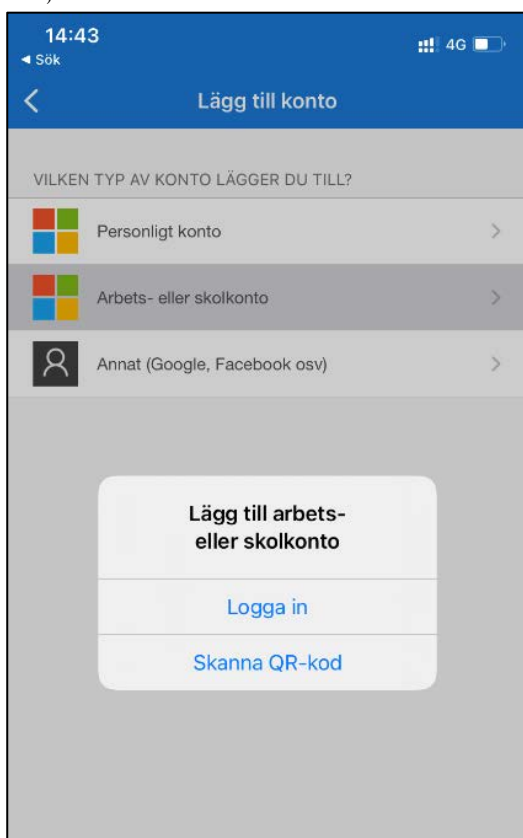 14:43
4G
◀ Sök
Lägg till konto
VILKEN TYP AV KONTO LÄGGER DU TILL?
Personligt konto
Arbets- eller skolkonto
Annat (Google, Facebook osv)
Lägg till arbets-
eller skolkonto
Logga in
Skanna QR-kod